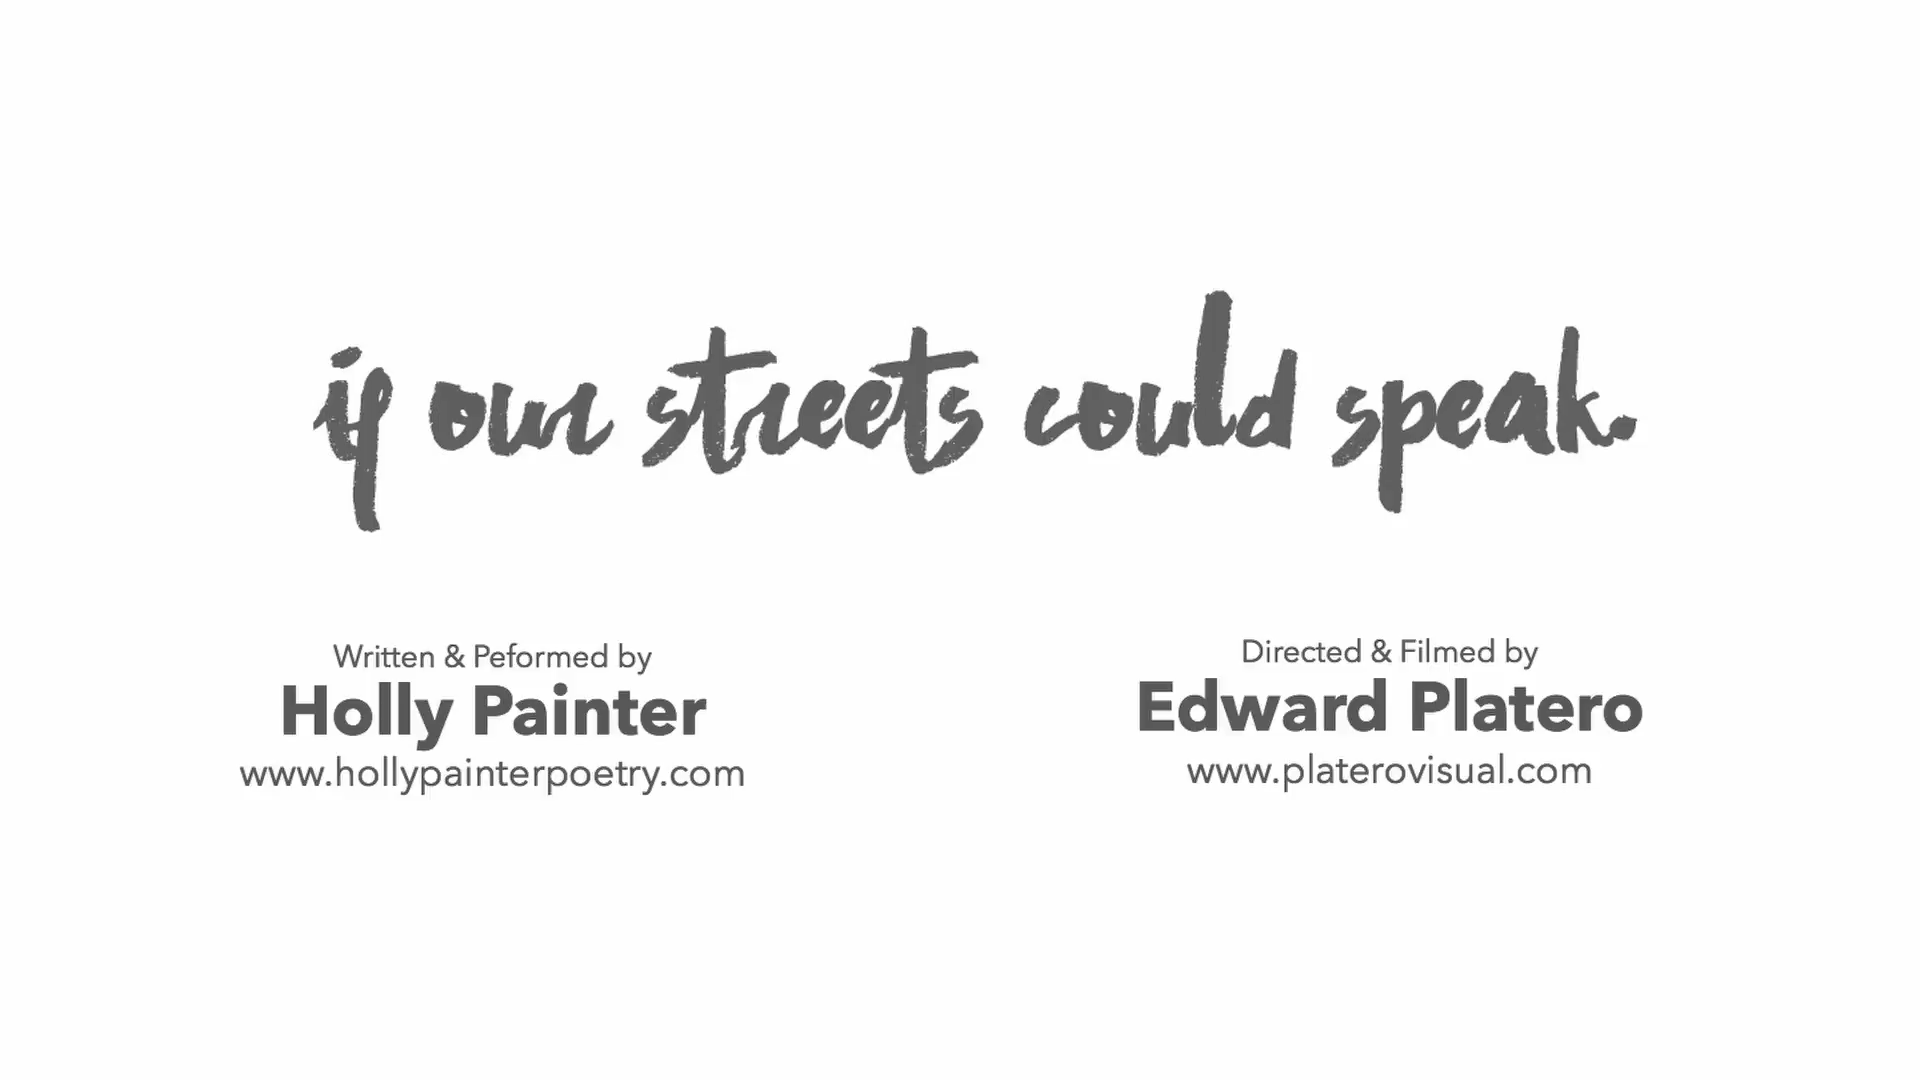 if our streets could speak.
Written & Peformed by
Holly Painter
www.hollypainterpoetry.com
Directed & Filmed by
Edward Platero
www.platerovisual.com